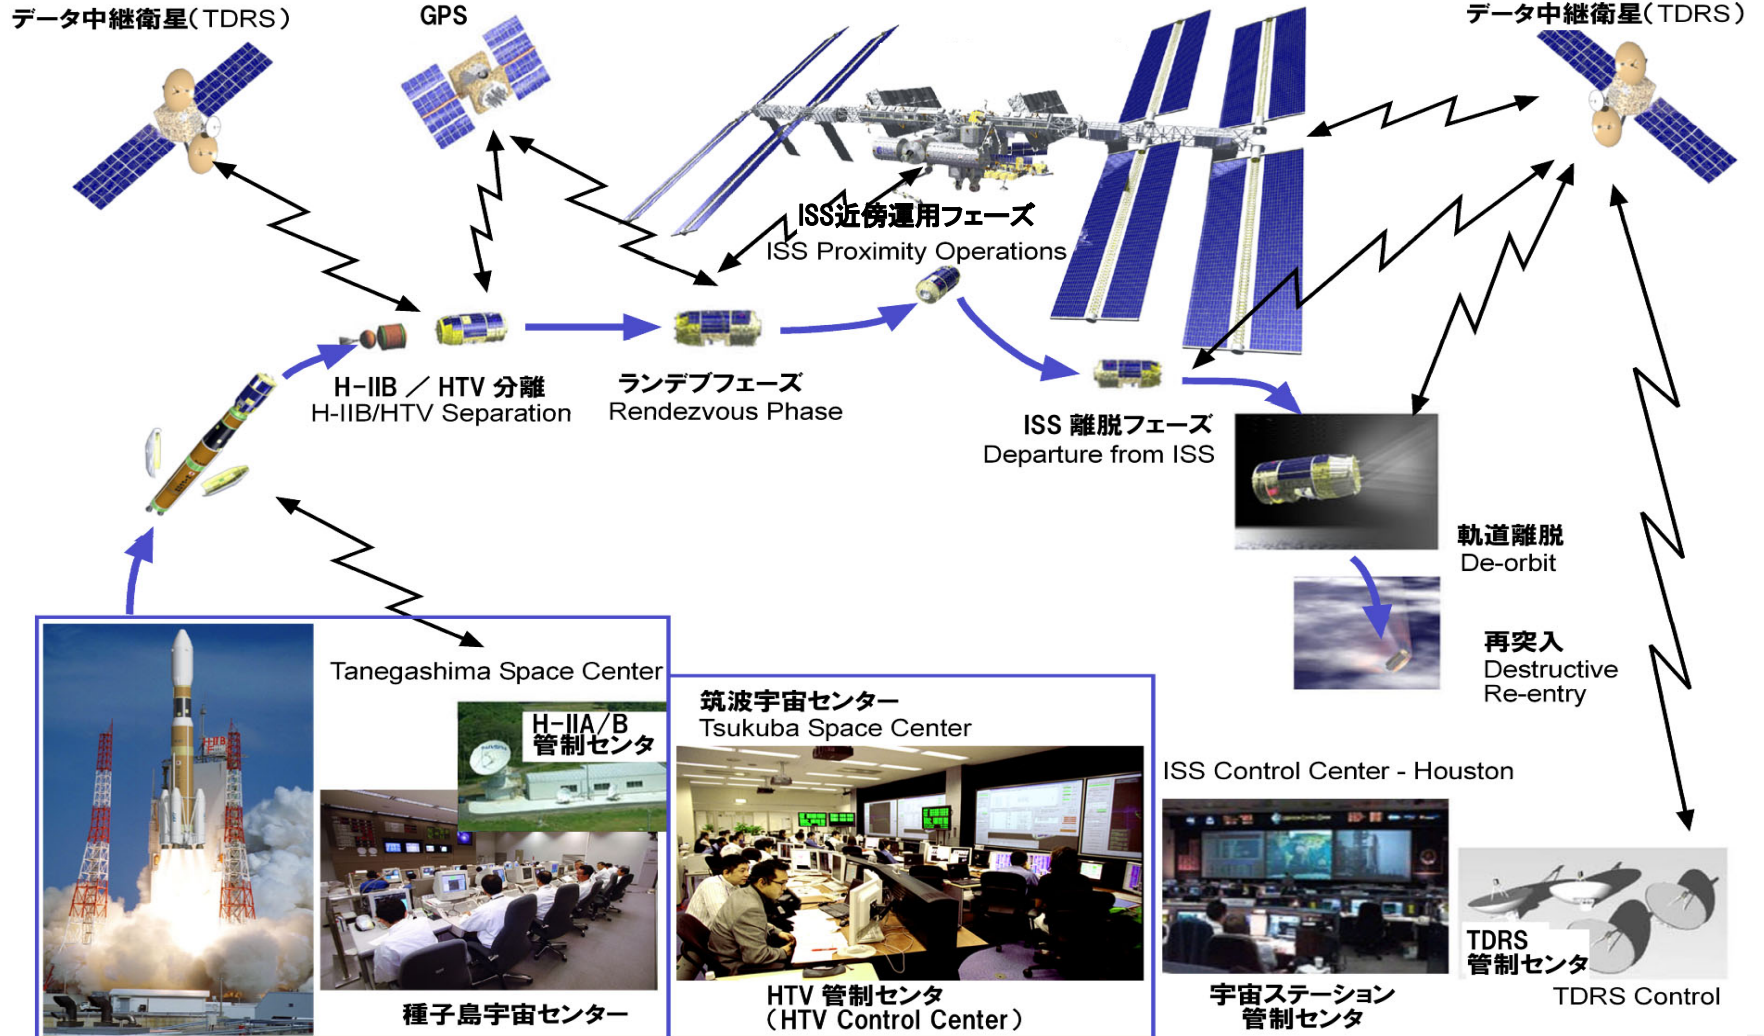 データ中継衛星(TDRS)
GPS
データ中継衛星(TDRS)
ISS近傍運用フェーズ
ISS Proximity Operations
H-IIB ／ HTV 分離
H-IIB/HTV Separation
ランデブフェーズ
Rendezvous Phase
ISS 離脱フェーズ
Departure from ISS
軌道離脱
De-orbit
再突入
Destructive
Re-entry
Tanegashima Space Center
H-IIA/B
管制センタ
種子島宇宙センター
筑波宇宙センター
Tsukuba Space Center
HTV 管制センタ
(HTV Control Center)
ISS Control Center - Houston
宇宙ステーション
管制センタ
TDRS
管制センタ
TDRS Control